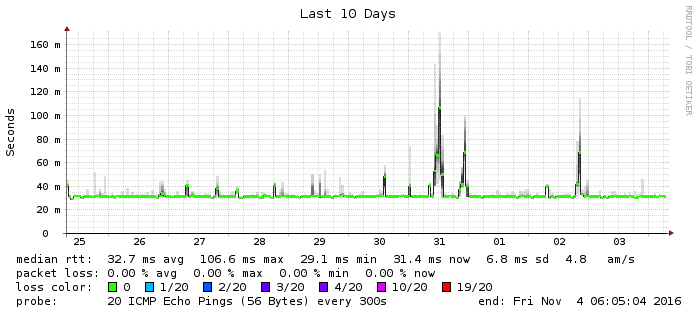 Last 10 Days
RRDTOOL / TOBI OETIKER
Seconds
160 m
140 m
120 m
100 m
80 m
60 m
40 m
20 m
0
25 26 27 28 29 30 31 01 02 03
median rtt: 32.7 ms avg 106.6 ms max 29.1 ms min 31.4 ms now 6.8 ms sd 4.8 am/s
packet loss: 0.00 % avg 0.00 % max 0.00 % min 0.00 % now
loss color: 0 1/20 2/20 3/20 4/20 10/20 19/20
probe: 20 ICMP Echo Pings (56 Bytes) every 300s end: Fri Nov 4 06:05:04 2016